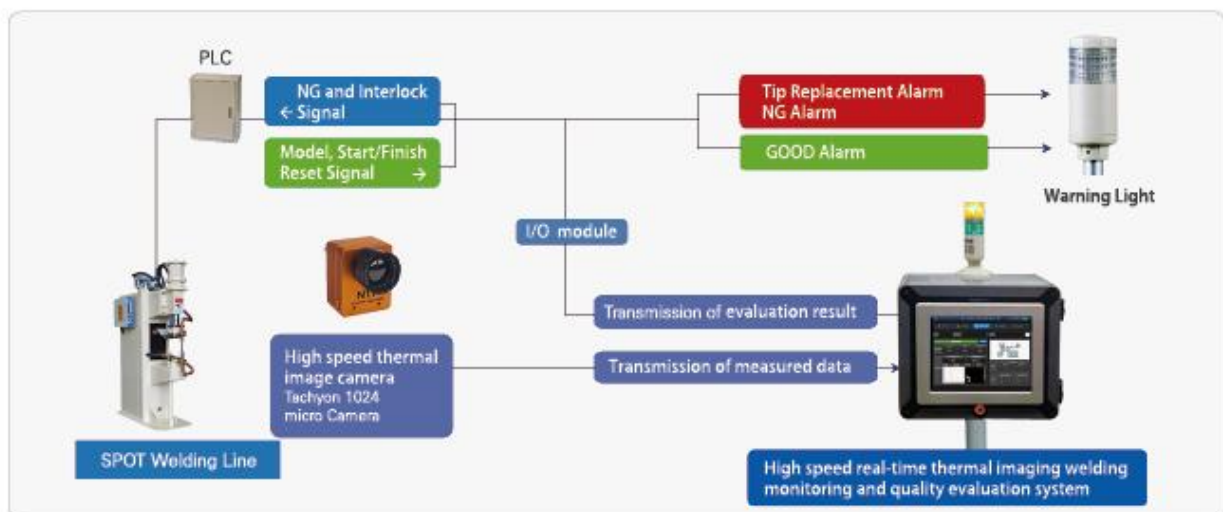 PLC
NG and Interlock
← Signal
Model, Start/Finish
Reset Signal →
Tip Replacement Alarm
NG Alarm
GOOD Alarm
Warning Light
I/O module
Transmission of evaluation result
High speed thermal
image camera
Tachyon 1024
micro Camera
Transmission of measured data
SPOT Welding Line
High speed real-time thermal imaging welding
monitoring and quality evaluation system